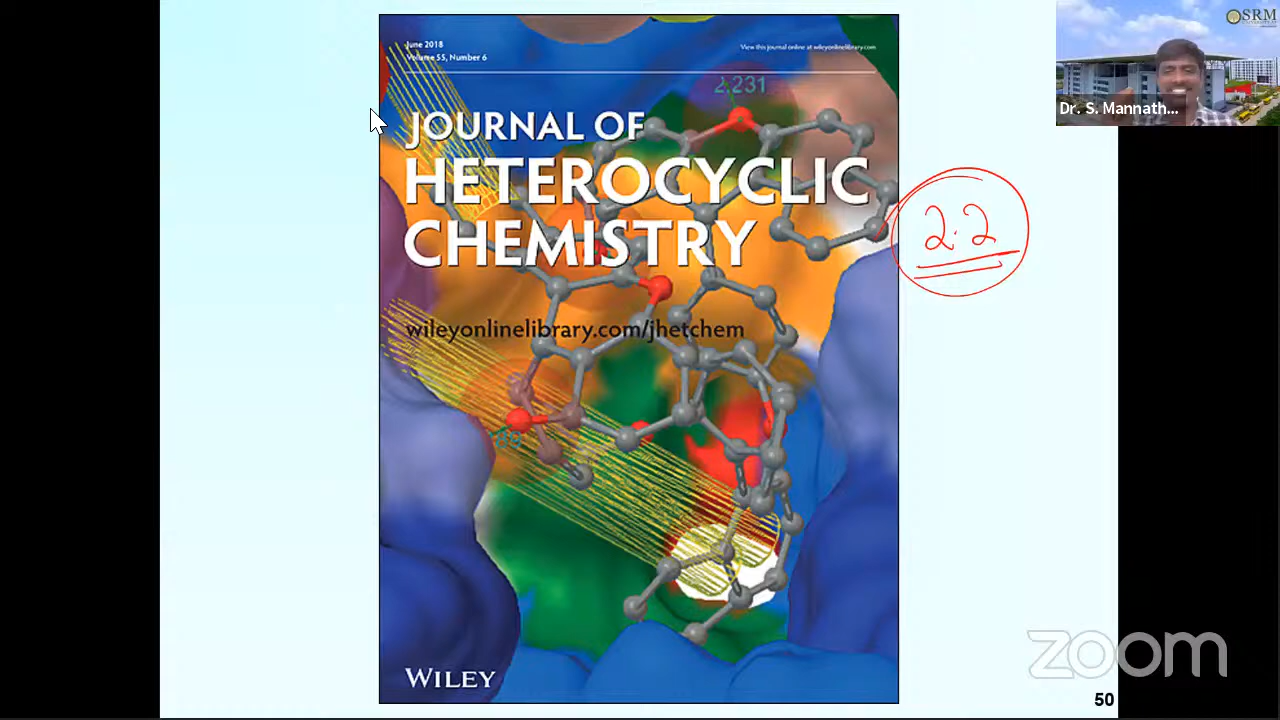 June 2018
Volume 55, Number 6
View this journal online at wileyonlinelibrary.com
2.231
JOURNAL OF
HETEROCYCLIC
CHEMISTRY
wileyonlinelibrary.com/jhetchem
WILEY
2.2
SRM
Dr. S. Mannath...
zoom
50